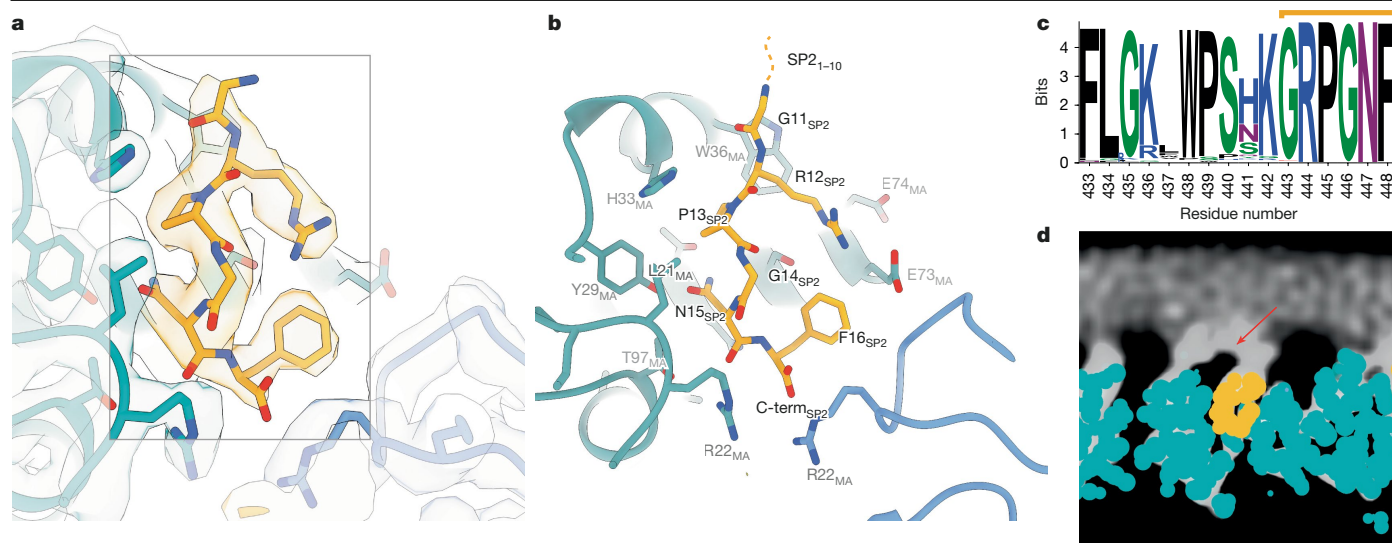 a
b
c
SP2₁₋₁₀
G11SP2
W36MA
R12SP2
E74MA
H33MA
P13SP2
L21MA
G14SP2
E73MA
Y29MA
N15SP2
F16SP2
T97MA
C-termSP2
R22MA
R22MA
Bits
4
3
2
1
0
FLGKLWPSHKGRPGNF
R
N
S
433 434 435 436 437 438 439 440 441 442 443 444 445 446 447 448
Residue number
d